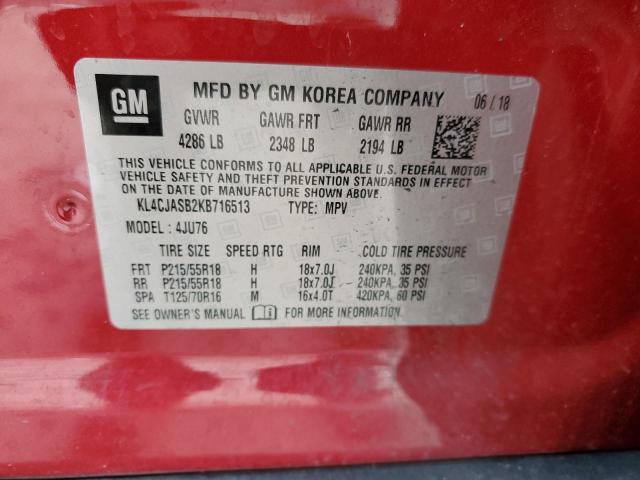 GM
MFD BY GM KOREA COMPANY 06 / 18
GVWR GAWR FRT GAWR RR
4286 LB 2348 LB 2194 LB
THIS VEHICLE CONFORMS TO ALL APPLICABLE U.S. FEDERAL MOTOR
VEHICLE SAFETY AND THEFT PREVENTION STANDARDS IN EFFECT
ON THE DATE OF MANUFACTURE SHOWN ABOVE.
KL4CJASB2KB716513 TYPE: MPV
MODEL : 4JU76
TIRE SIZE SPEED RTG RIM COLD TIRE PRESSURE
FRT P215/55R18 H 18x7.0J 240KPA, 35 PSI
RR P215/55R18 H 18x7.0J 240KPA, 35 PSI
SPA T125/70R16 M 16x4.0T 420KPA, 60 PSI
SEE OWNER'S MANUAL FOR MORE INFORMATION